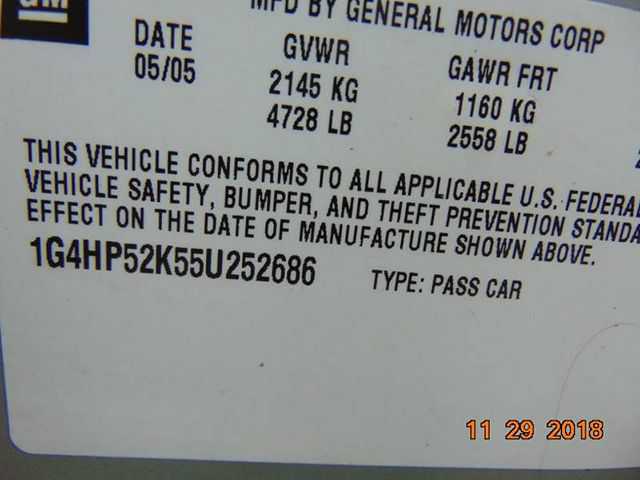 GM
MFD BY GENERAL MOTORS CORP
DATE GVWR GAWR FRT
05/05 2145 KG 1160 KG
4728 LB 2558 LB
THIS VEHICLE CONFORMS TO ALL APPLICABLE U.S. FEDERAL
VEHICLE SAFETY, BUMPER, AND THEFT PREVENTION STANDA
EFFECT ON THE DATE OF MANUFACTURE SHOWN ABOVE.
1G4HP52K55U252686 TYPE: PASS CAR
11 29 2018